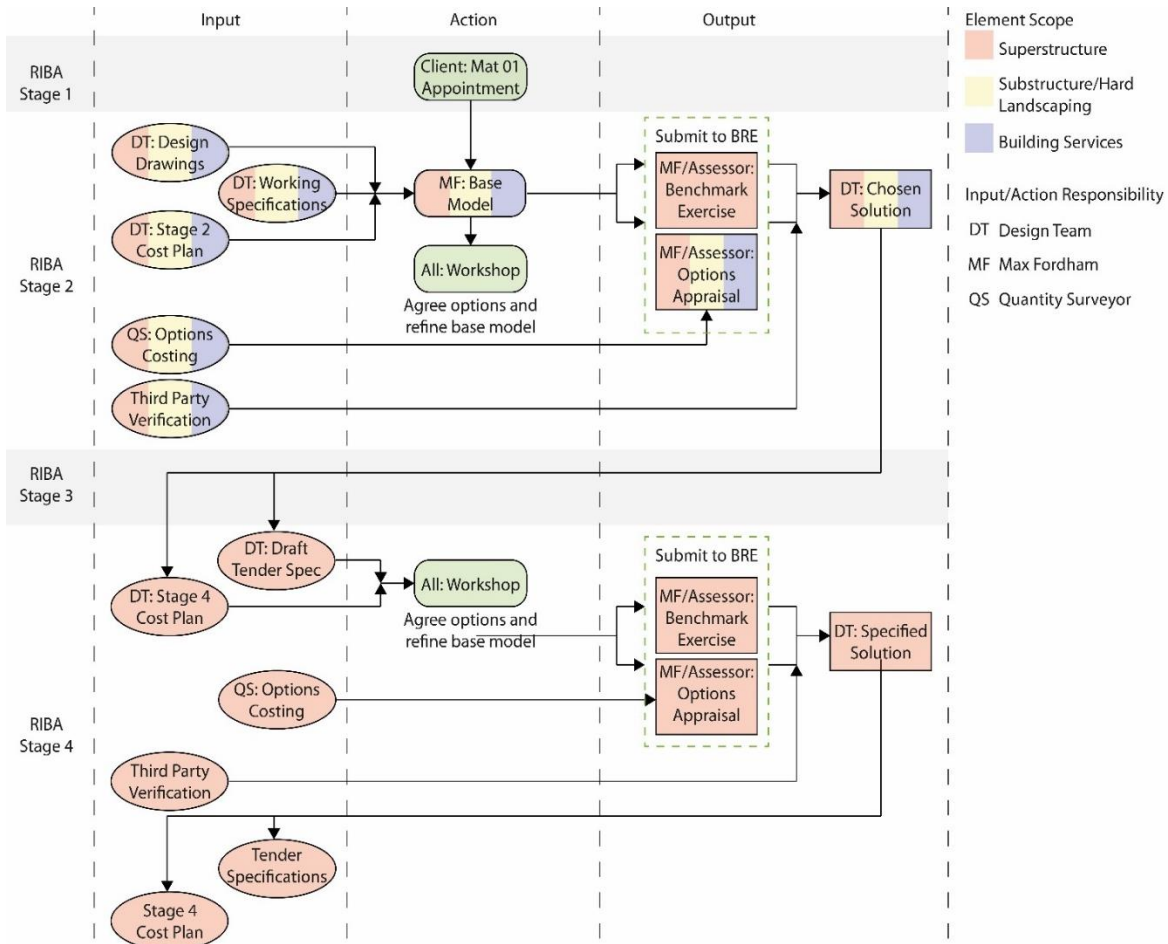 Input
Action
Output
Element Scope
Superstructure
Substructure/Hard
Landscaping
Building Services
Input/Action Responsibility
DT Design Team
MF Max Fordham
QS Quantity Surveyor
RIBA
Stage 1
Client: Mat 01
Appointment
RIBA
Stage 2
DT: Design
Drawings
DT: Working
Specifications
DT: Stage 2
Cost Plan
MF: Base
Model
All: Workshop
Agree options and
refine base model
Submit to BRE
MF/Assessor:
Benchmark
Exercise
MF/Assessor:
Options
Appraisal
DT: Chosen
Solution
QS: Options
Costing
Third Party
Verification
RIBA
Stage 3
RIBA
Stage 4
DT: Draft
Tender Spec
DT: Stage 4
Cost Plan
All: Workshop
Agree options and
refine base model
Submit to BRE
MF/Assessor:
Benchmark
Exercise
MF/Assessor:
Options
Appraisal
DT: Specified
Solution
QS: Options
Costing
Third Party
Verification
Tender
Specifications
Stage 4
Cost Plan